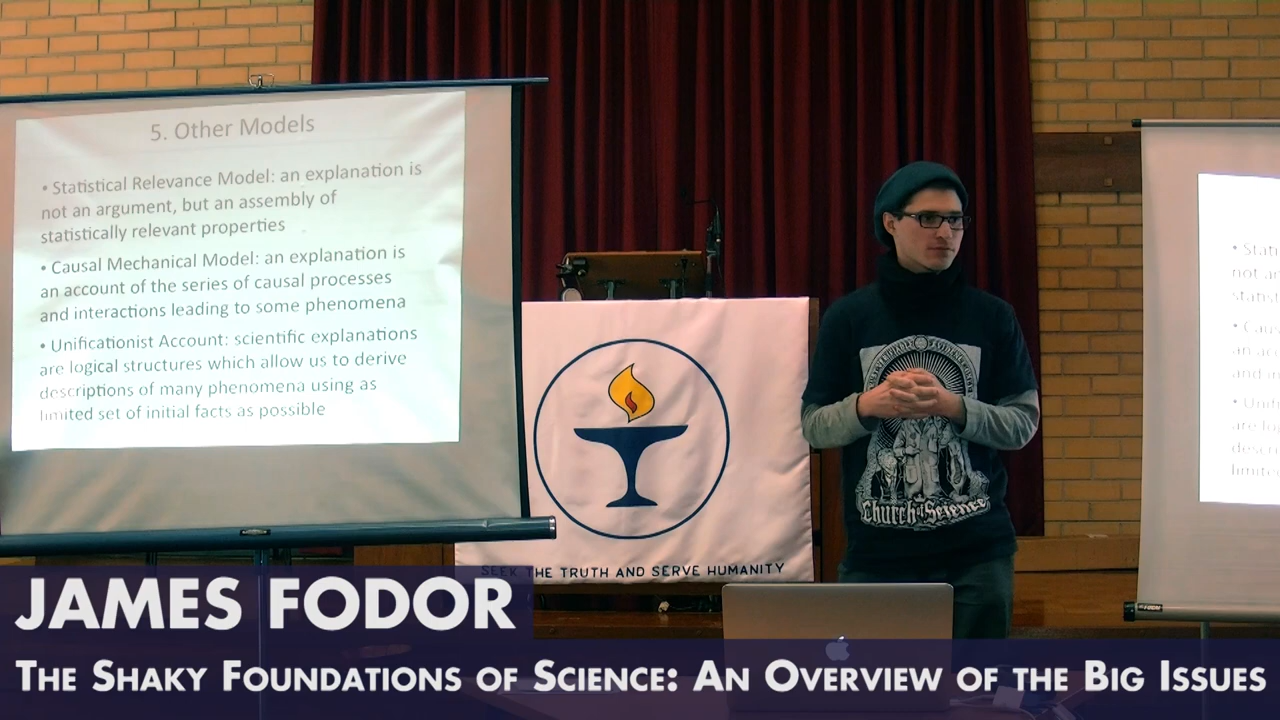 5. Other Models
• Statistical Relevance Model: an explanation is
not an argument, but an assembly of
statistically relevant properties
• Causal Mechanical Model: an explanation is
an account of the series of causal processes
and interactions leading to some phenomena
• Unificationist Account: scientific explanations
are logical structures which allow us to derive
descriptions of many phenomena using as
limited set of initial facts as possible
SEEK THE TRUTH AND SERVE HUMANITY
Church of Science
JAMES FODOR
The Shaky Foundations of Science: An Overview of the Big Issues